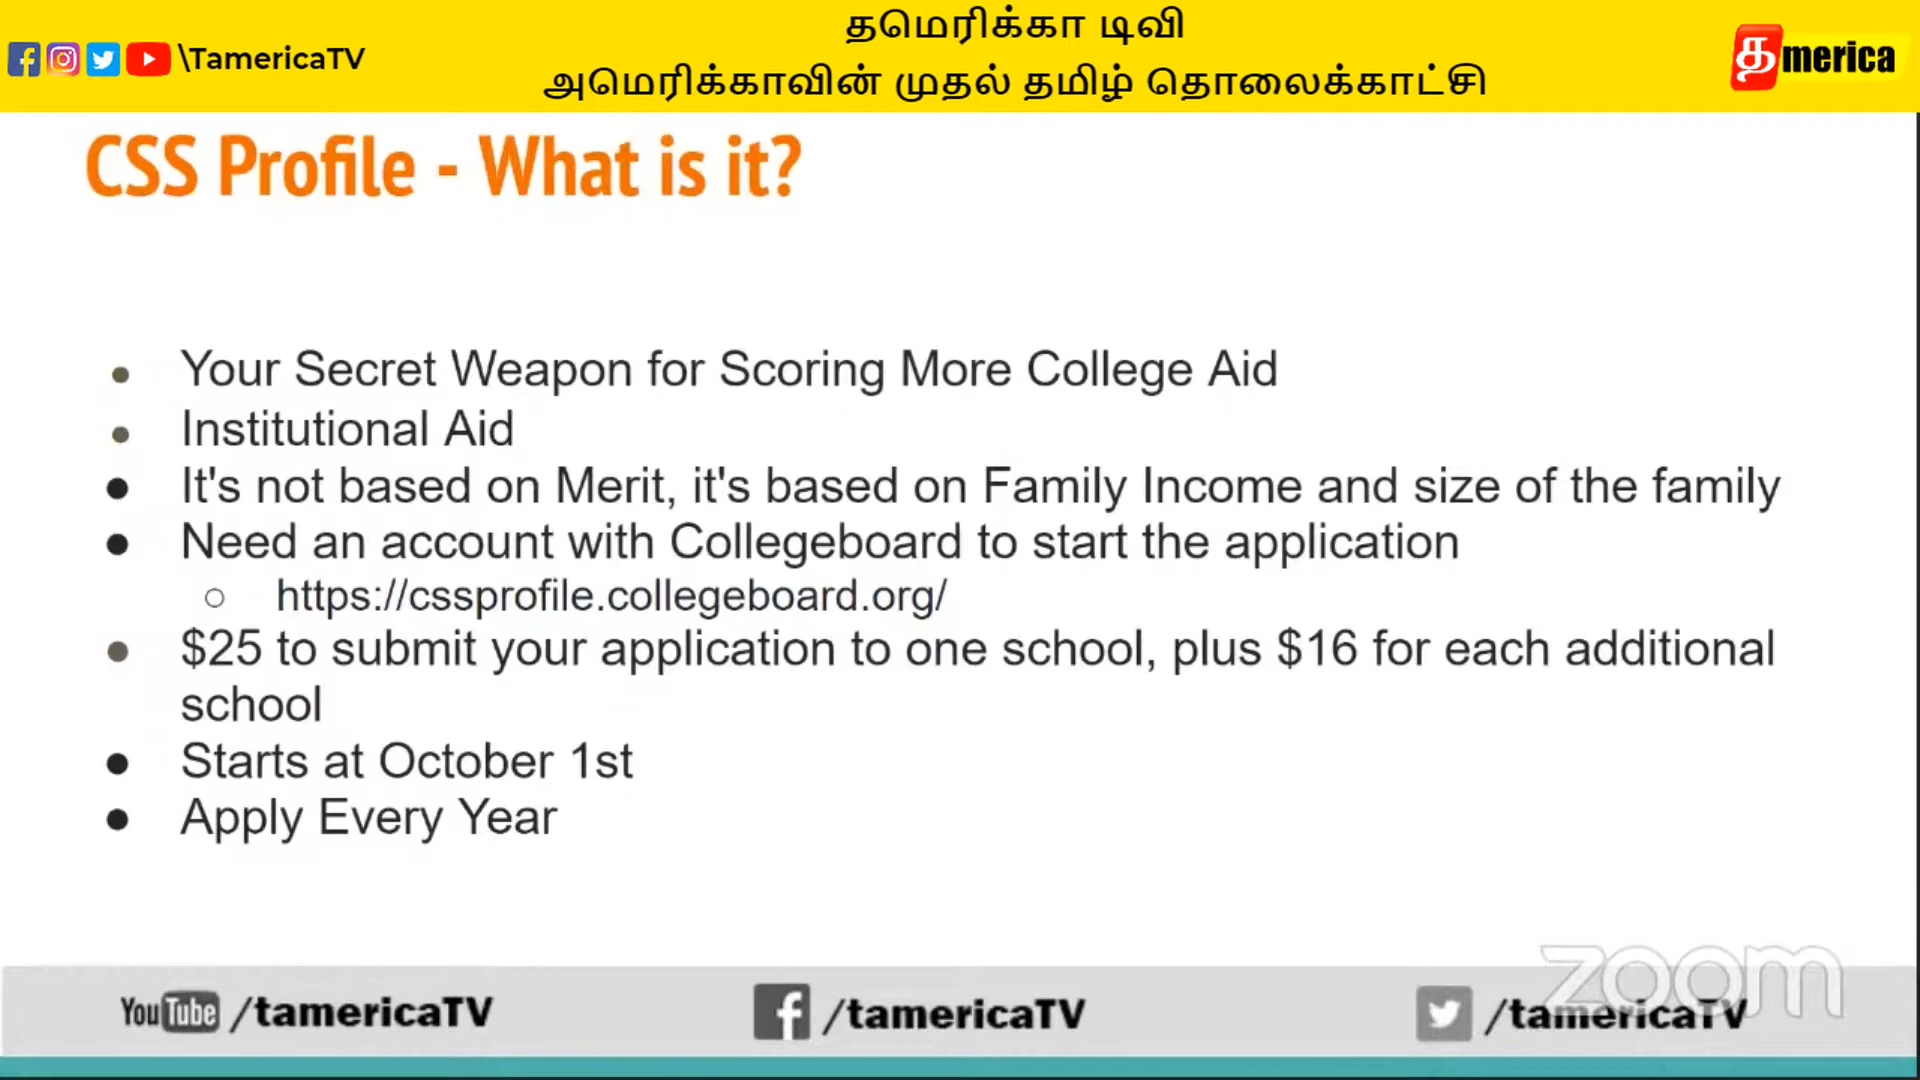 தமெரிக்கா டிவி
\TamericaTV
அமெரிக்காவின் முதல் தமிழ் தொலைக்காட்சி
தmerica
CSS Profile - What is it?
● Your Secret Weapon for Scoring More College Aid
● Institutional Aid
● It's not based on Merit, it's based on Family Income and size of the family
● Need an account with Collegeboard to start the application
○ https://cssprofile.collegeboard.org/
● $25 to submit your application to one school, plus $16 for each additional
school
● Starts at October 1st
● Apply Every Year
zoom
YouTube /tamericaTV
/tamericaTV
/tamericaTV